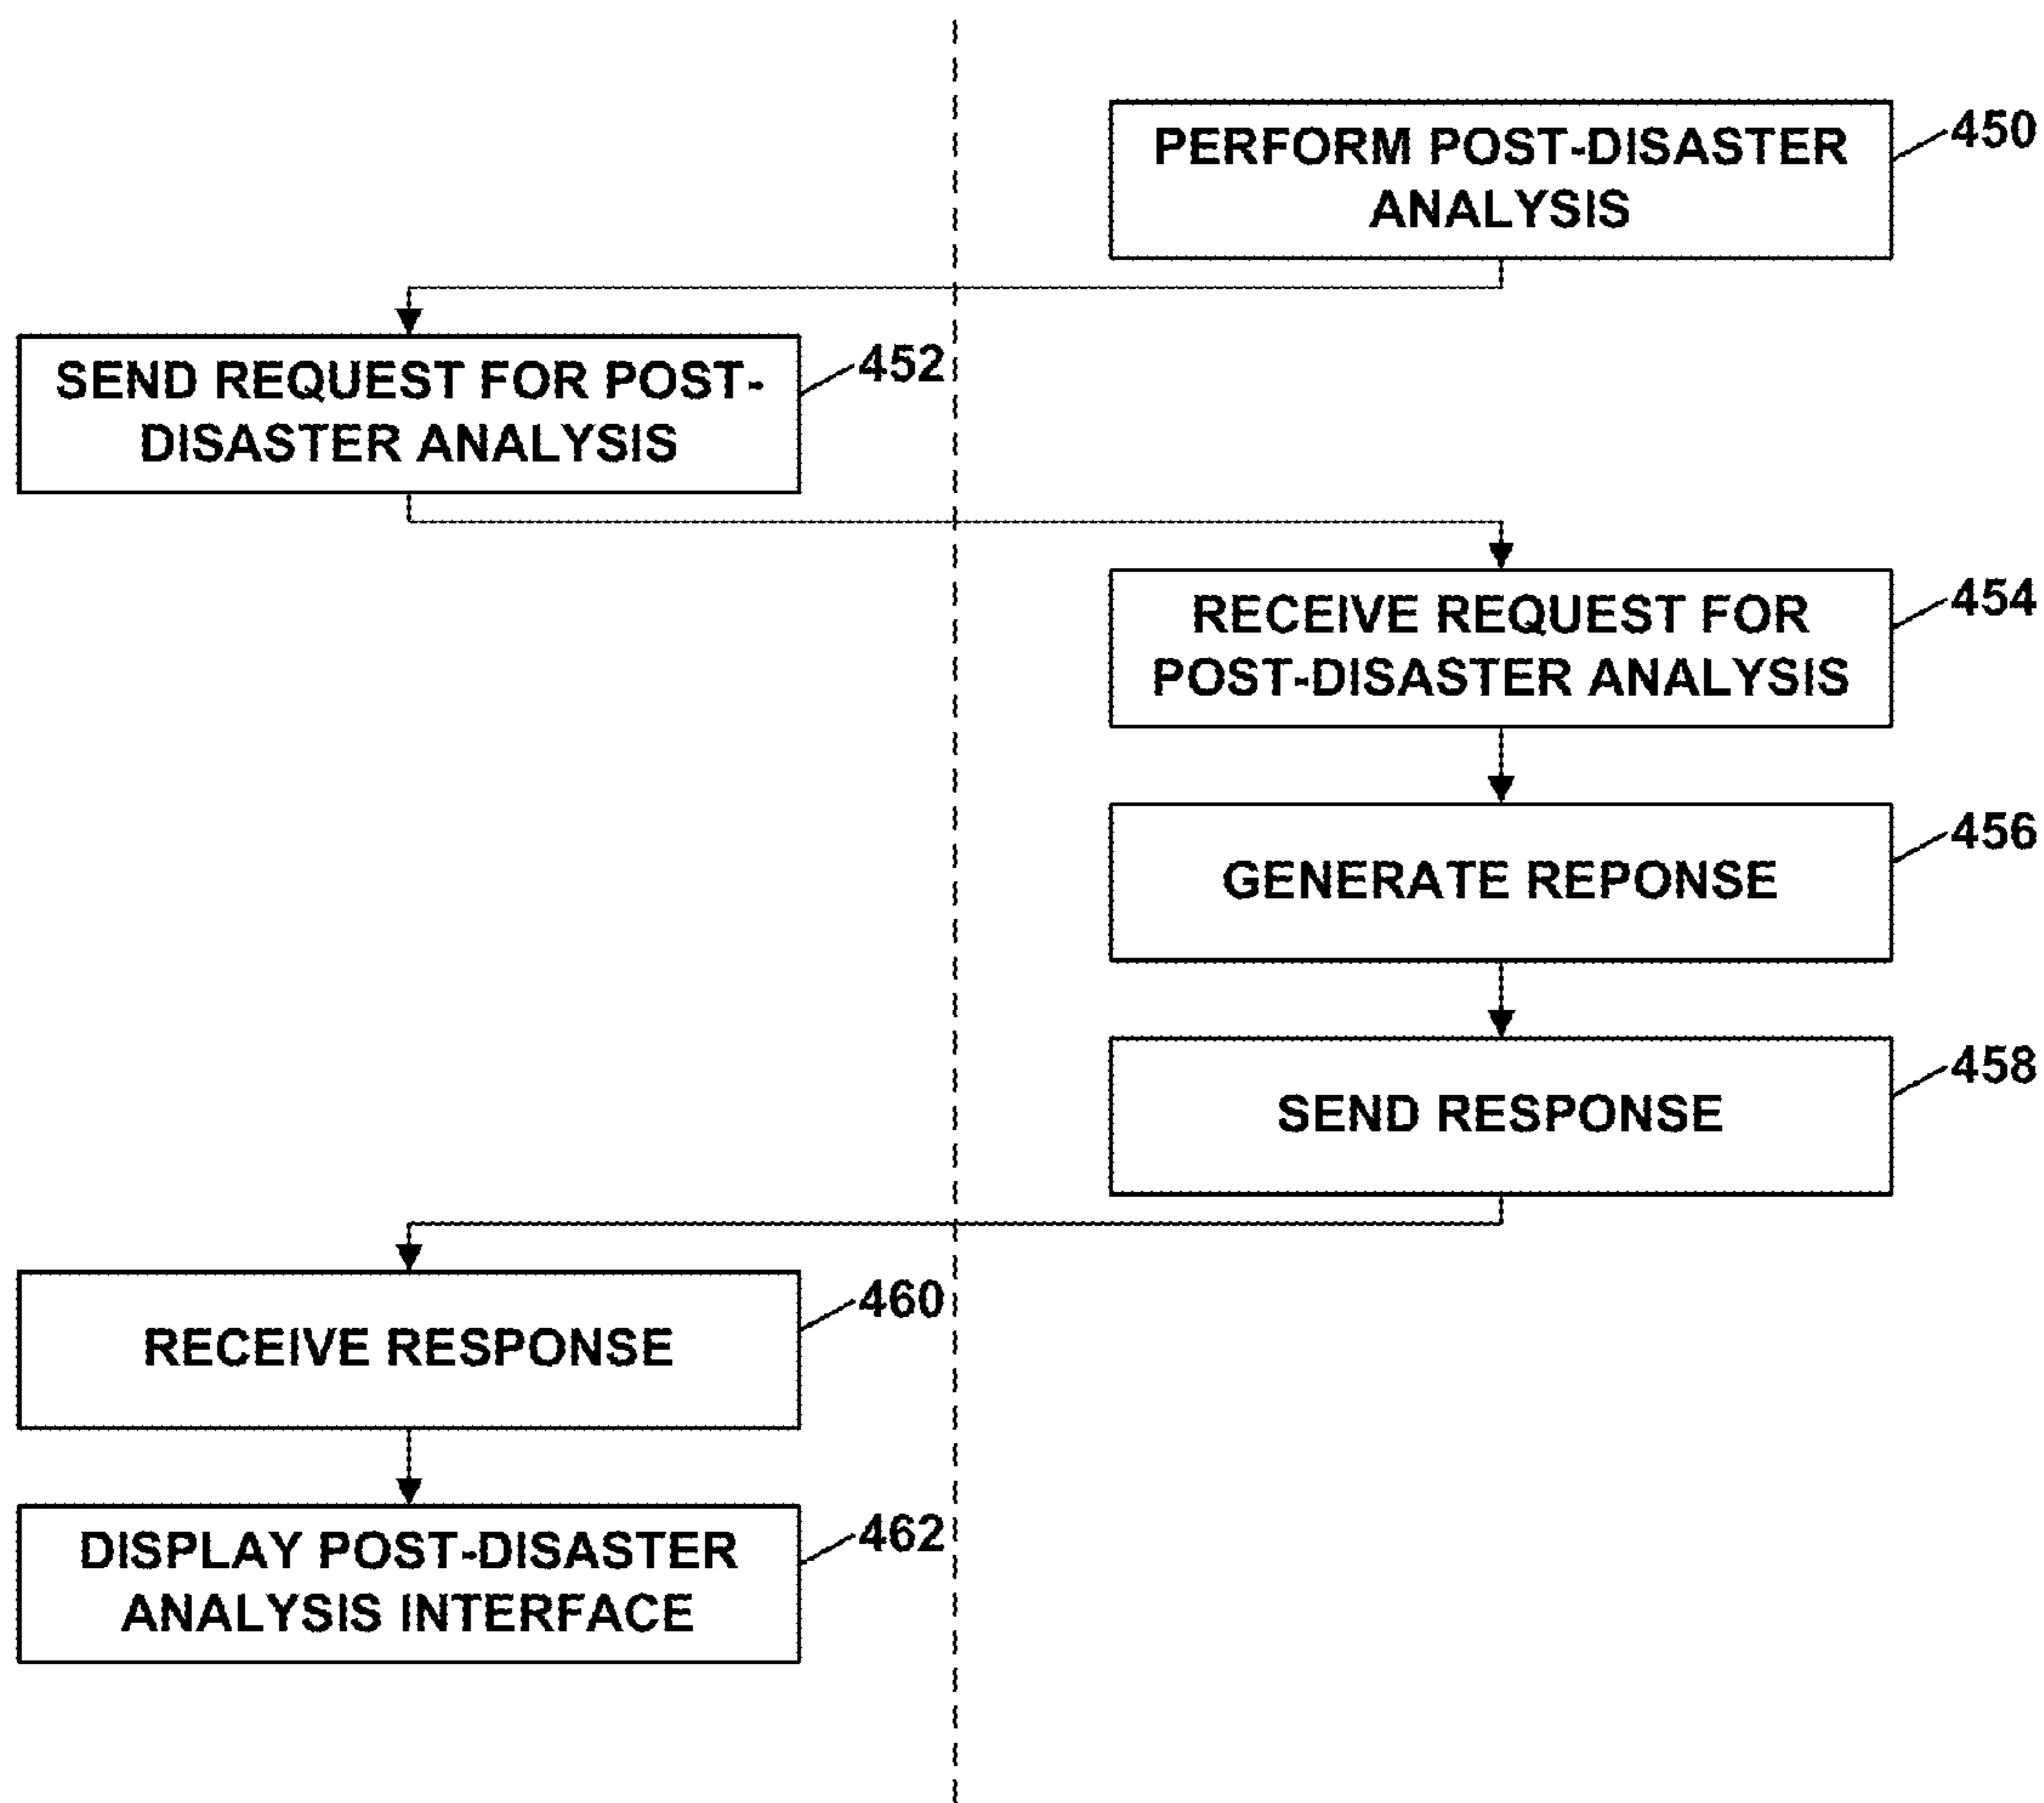 PERFORM POST-DISASTER
ANALYSIS
450
SEND REQUEST FOR POST-
DISASTER ANALYSIS
452
RECEIVE REQUEST FOR
POST-DISASTER ANALYSIS
454
GENERATE REPONSE
456
SEND RESPONSE
458
RECEIVE RESPONSE
460
DISPLAY POST-DISASTER
ANALYSIS INTERFACE
462